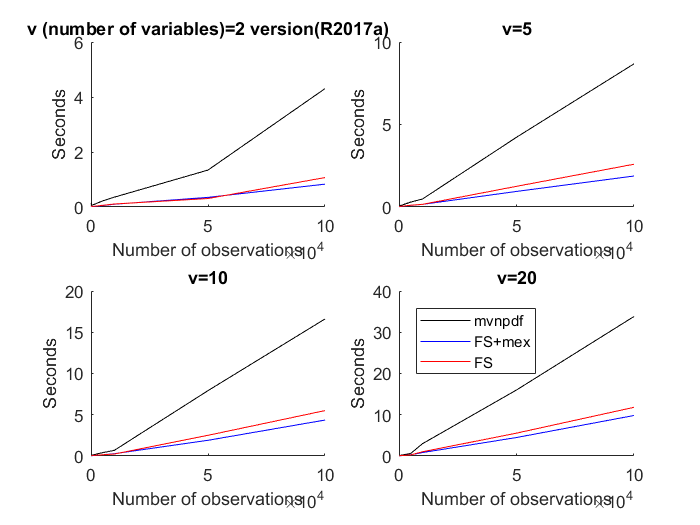 v (number of variables)=2 version(R2017a)
v=5
6
4
2
0
Seconds
0
5
10
Number of observations
×10^4
10
5
0
Seconds
0
5
10
Number of observations
×10^4
v=10
v=20
20
15
10
5
0
Seconds
0
5
10
Number of observations
×10^4
40
30
20
10
0
Seconds
mvnpdf
FS+mex
FS
0
5
10
Number of observations
×10^4